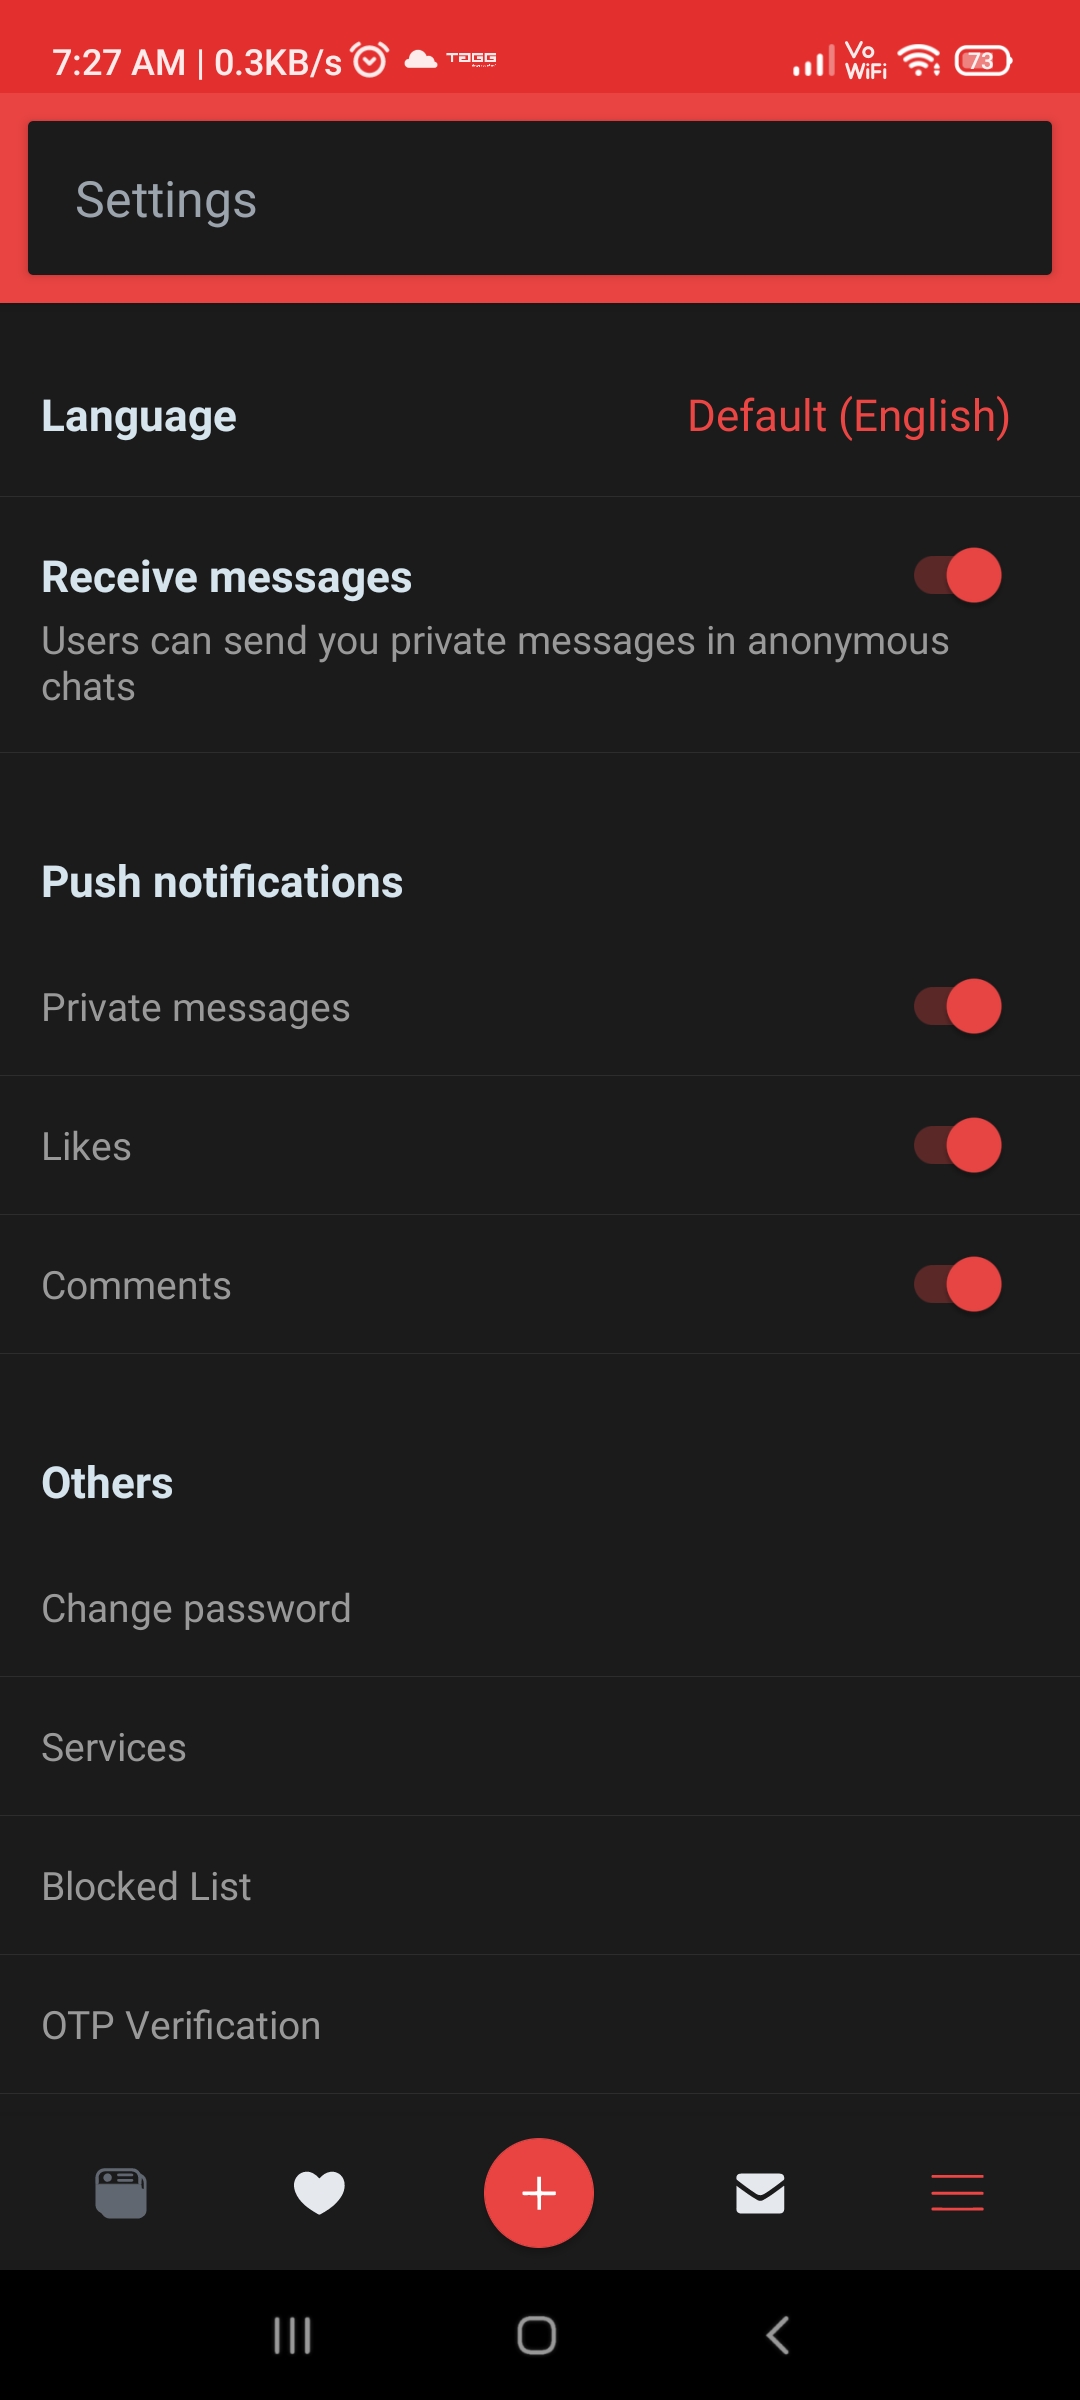 7:27 AM | 0.3KB/s TAGG Vo WiFi 73
Settings
Language Default (English)
Receive messages
Users can send you private messages in anonymous
chats
Push notifications
Private messages
Likes
Comments
Others
Change password
Services
Blocked List
OTP Verification